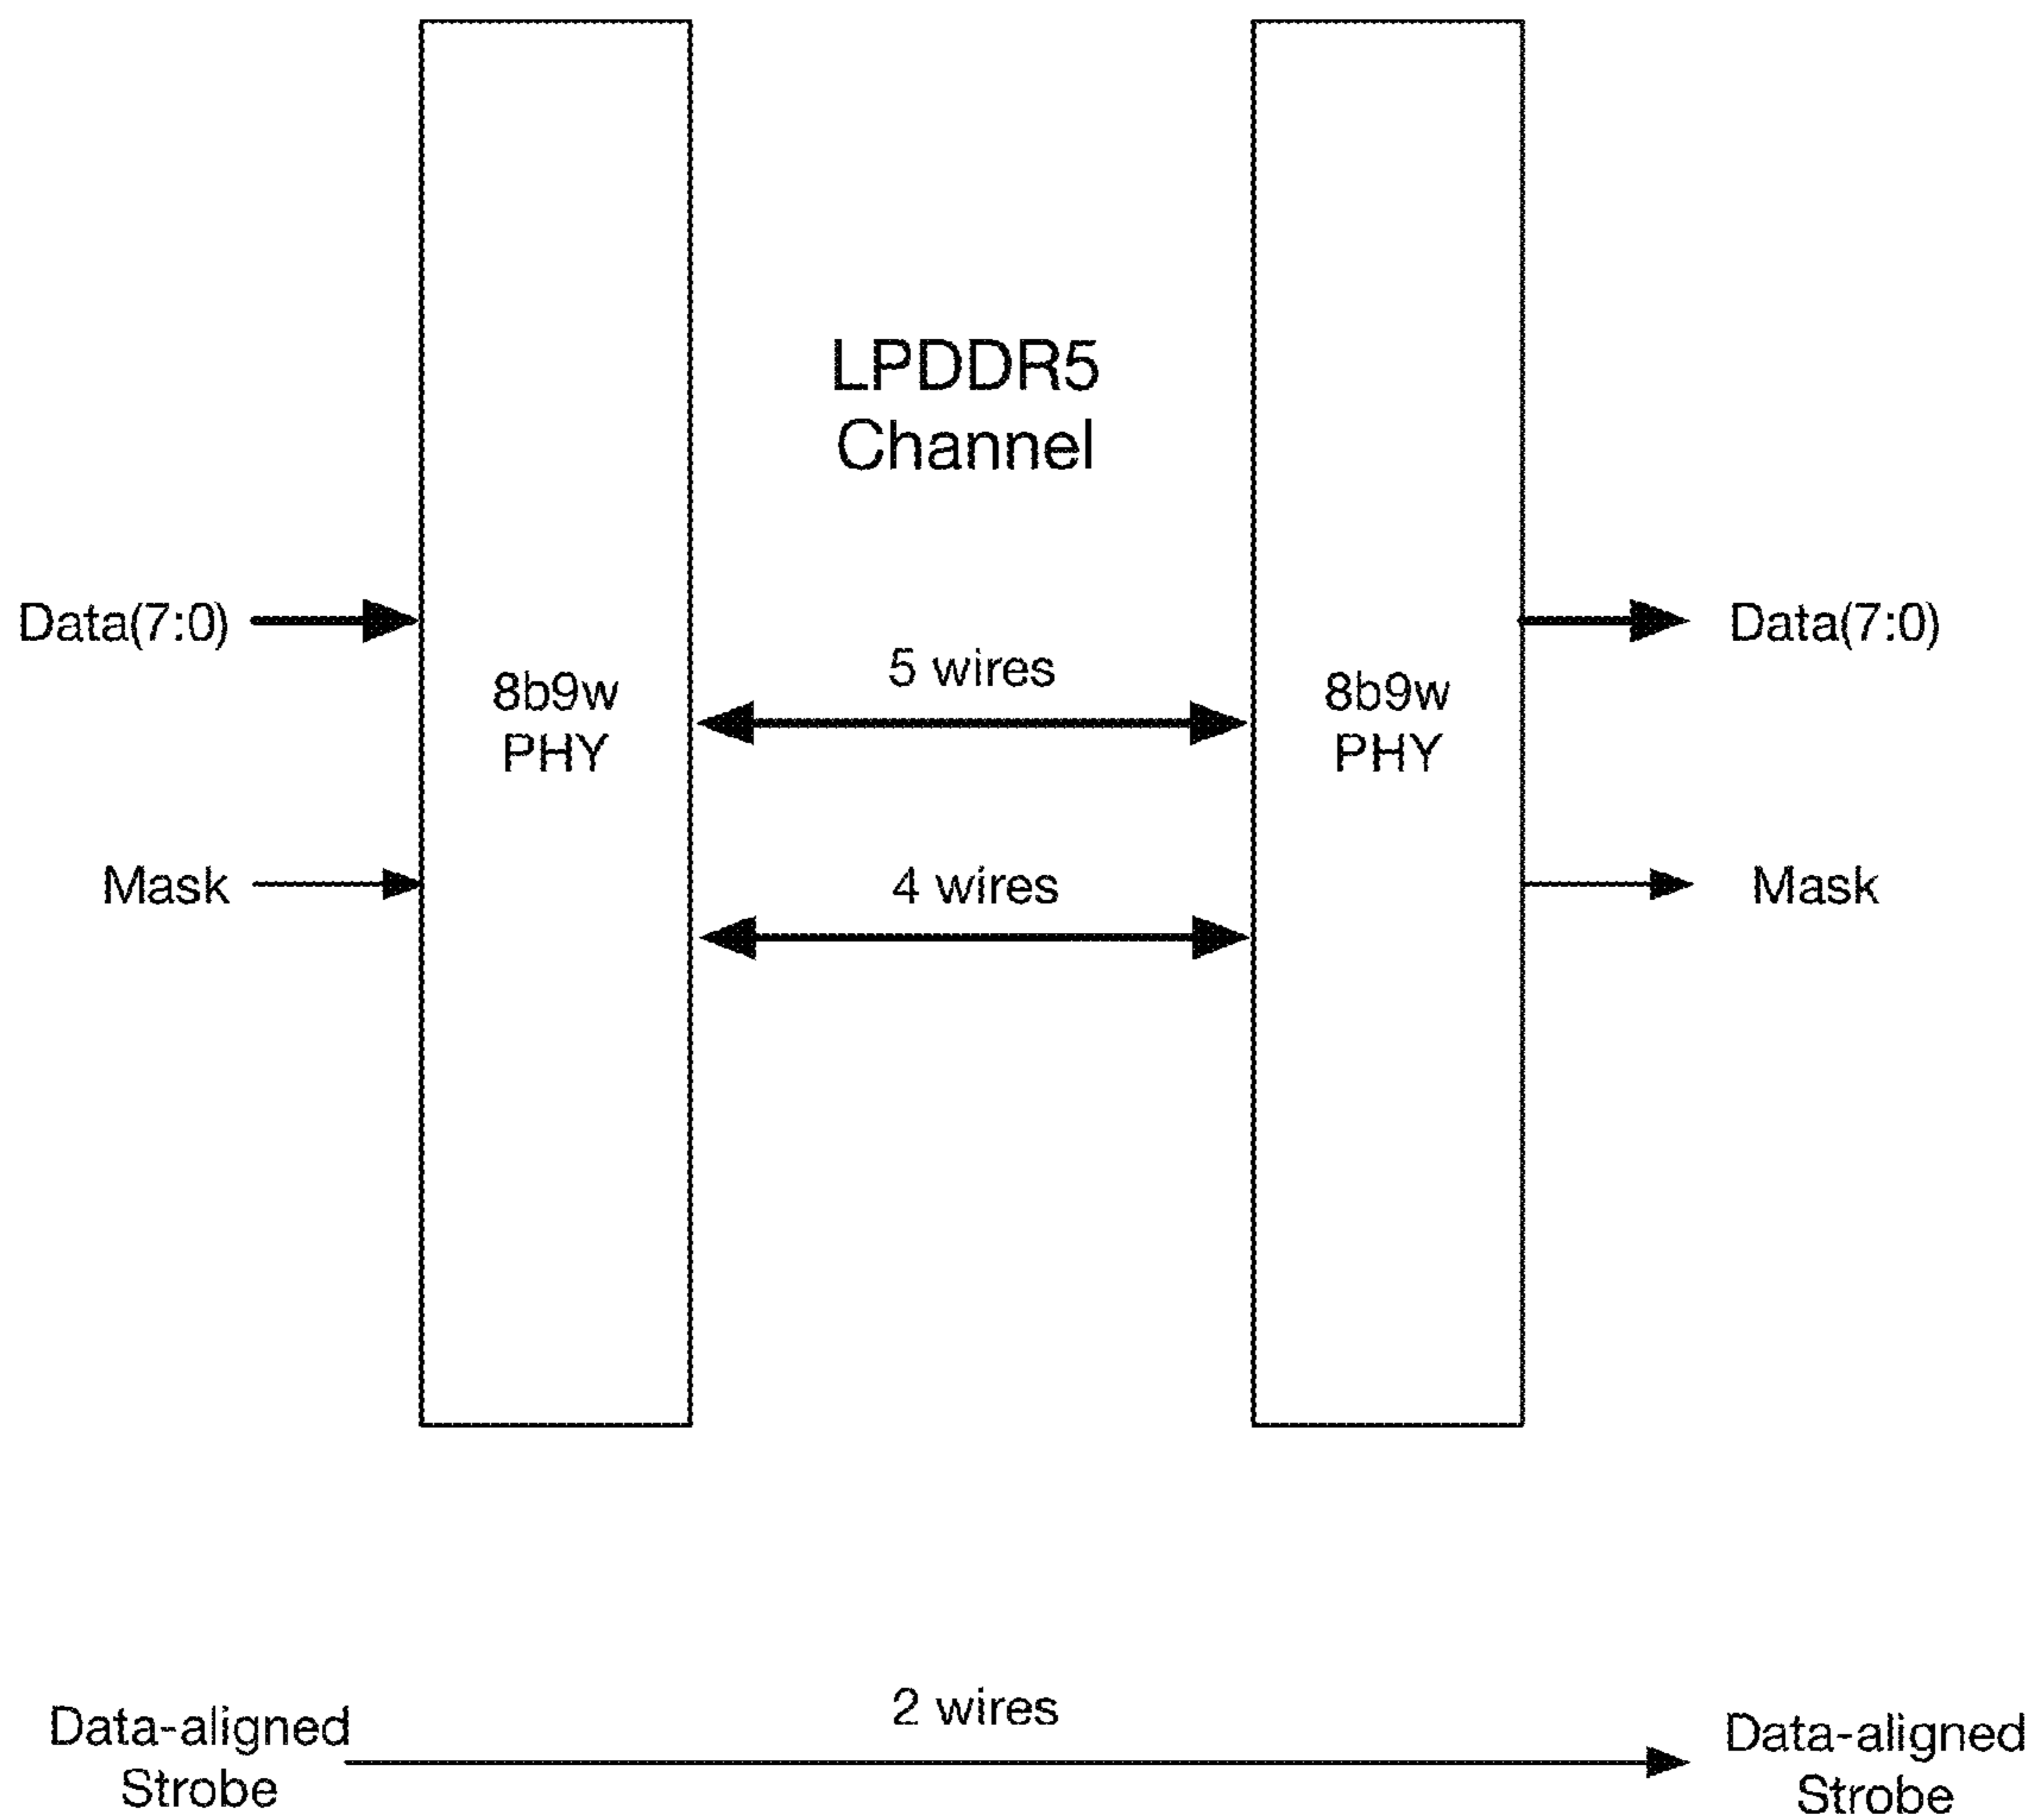 LPDDR5
Channel
Data(7:0)
Data(7:0)
5 wires
8b9w
PHY
8b9w
PHY
Mask
4 wires
Mask
2 wires
Data-aligned
Strobe
Data-aligned
Strobe